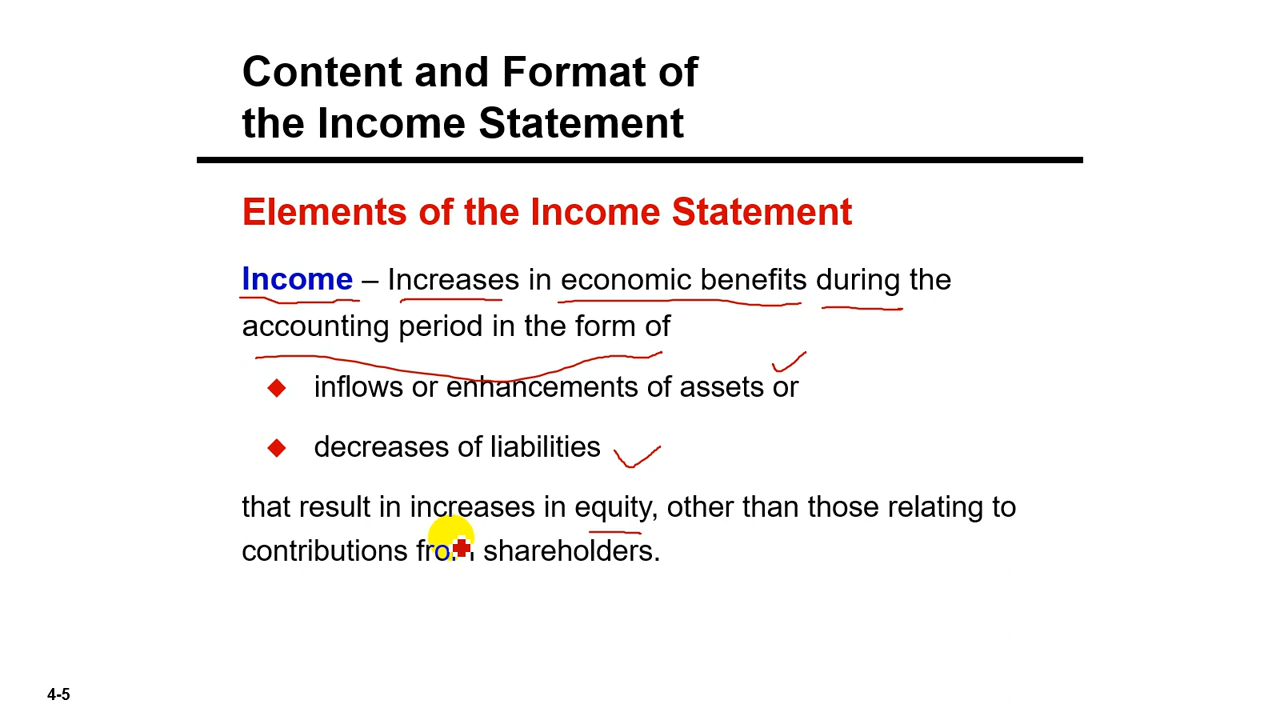 Content and Format of
the Income Statement
Elements of the Income Statement
Income – Increases in economic benefits during the
accounting period in the form of
inflows or enhancements of assets or
decreases of liabilities
that result in increases in equity, other than those relating to
contributions from shareholders.
4-5